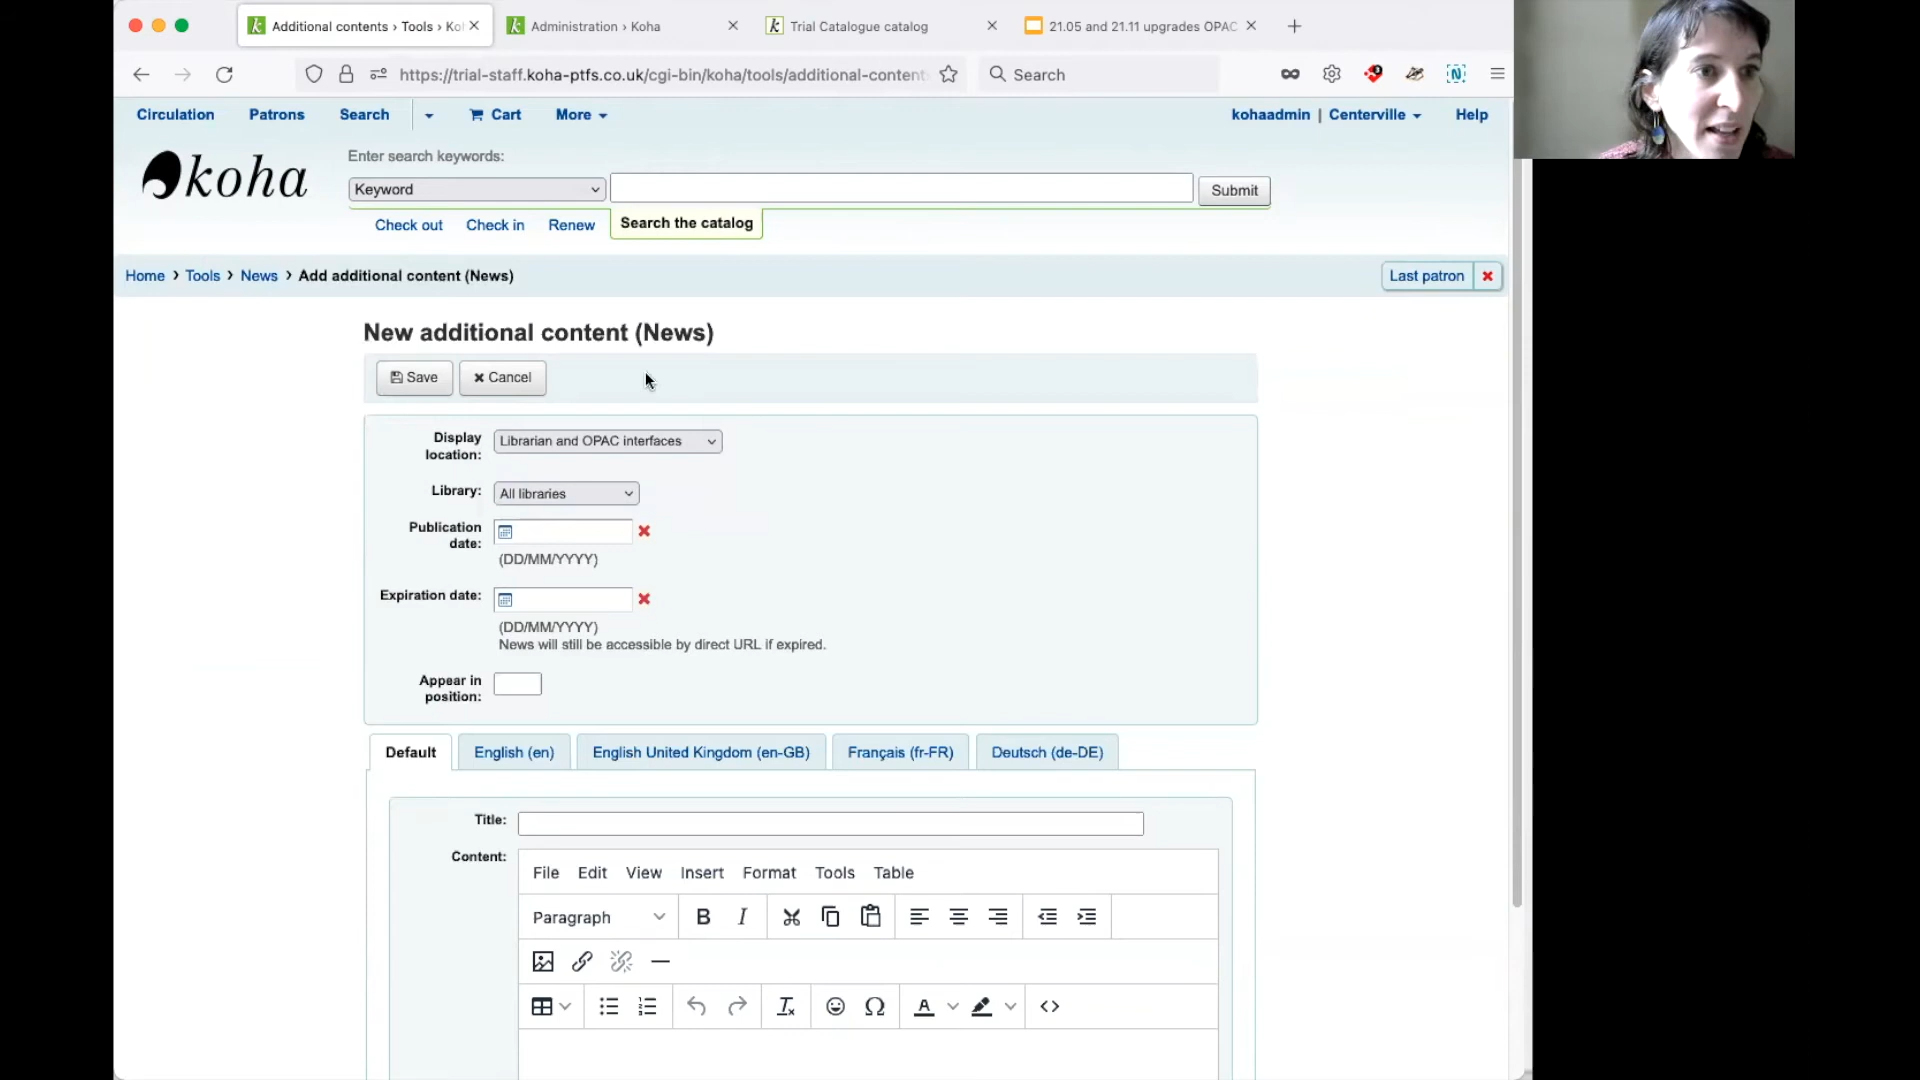 Additional contents › Tools › Ko
Administration › Koha
Trial Catalogue catalog
21.05 and 21.11 upgrades OPAC
https://trial-staff.koha-ptfs.co.uk/cgi-bin/koha/tools/additional-content
Search
Circulation
Patrons
Search
Cart
More
kohaadmin | Centerville
Help
koha
Enter search keywords:
Keyword
Submit
Check out
Check in
Renew
Search the catalog
Home › Tools › News › Add additional content (News)
Last patron
New additional content (News)
Save
Cancel
Display location:
Librarian and OPAC interfaces
Library:
All libraries
Publication date:
(DD/MM/YYYY)
Expiration date:
(DD/MM/YYYY)
News will still be accessible by direct URL if expired.
Appear in position:
Default
English (en)
English United Kingdom (en-GB)
Français (fr-FR)
Deutsch (de-DE)
Title:
Content:
File
Edit
View
Insert
Format
Tools
Table
Paragraph